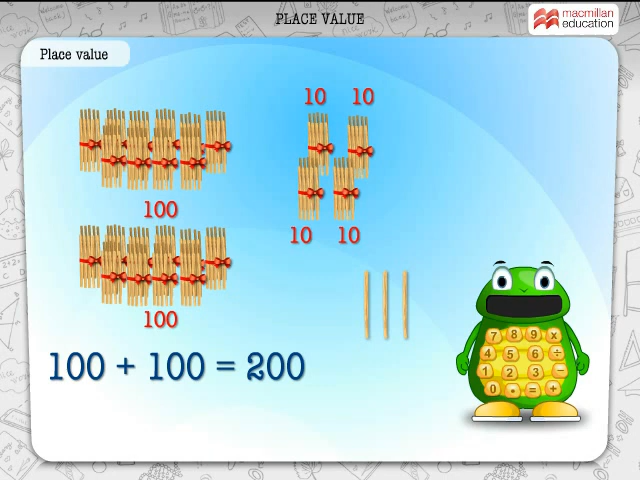 PLACE VALUE
macmillan
education
Place value
10 10
100
10 10
100
100 + 100 = 200
7 8 9 x
4 5 6 ÷
1 2 3 −
0 . = +